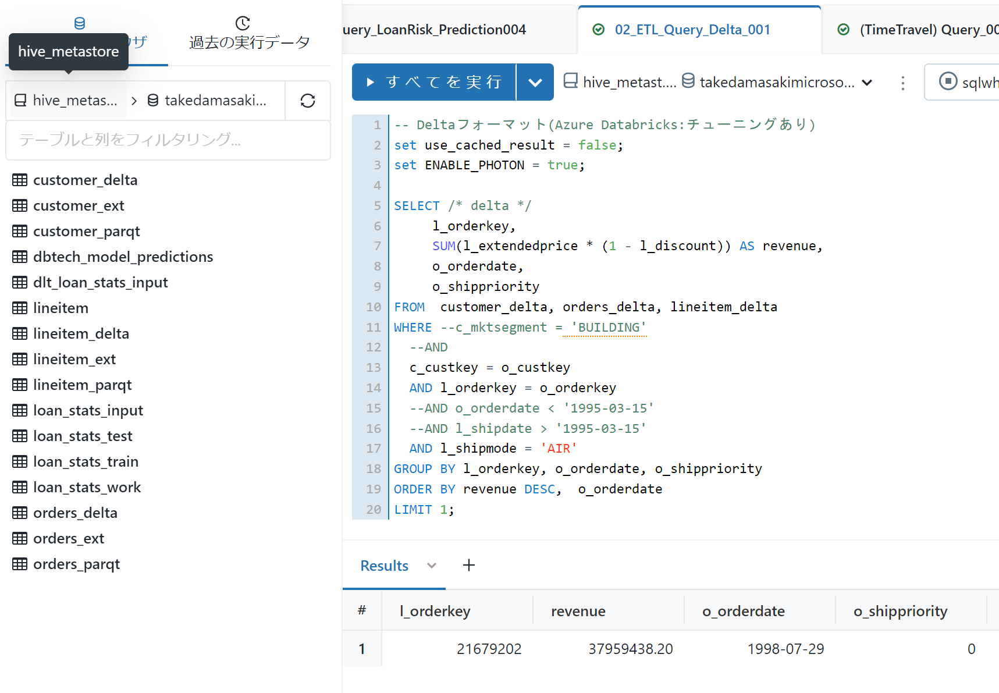 hive_metastore
ザ
過去の実行データ
hive_metas...
takedamasaki...
テーブルと列をフィルタリング...
customer_delta
customer_ext
customer_parqt
dbtech_model_predictions
dlt_loan_stats_input
lineitem
lineitem_delta
lineitem_ext
lineitem_parqt
loan_stats_input
loan_stats_test
loan_stats_train
loan_stats_work
orders_delta
orders_ext
orders_parqt
uery_LoanRisk_Prediction004
02_ETL_Query_Delta_001
(TimeTravel) Query_00
すべてを実行
hive_metast....
takedamasakimicroso...
sqlwh
1 -- Deltaフォーマット(Azure Databricks:チューニングあり)
2 set use_cached_result = false;
3 set ENABLE_PHOTON = true;
4
5 SELECT /* delta */
6 l_orderkey,
7 SUM(l_extendedprice * (1 - l_discount)) AS revenue,
8 o_orderdate,
9 o_shippriority
10 FROM  customer_delta, orders_delta, lineitem_delta
11 WHERE --c_mktsegment = 'BUILDING'
12 --AND
13 c_custkey = o_custkey
14 AND l_orderkey = o_orderkey
15 --AND o_orderdate < '1995-03-15'
16 --AND l_shipdate > '1995-03-15'
17 AND l_shipmode = 'AIR'
18 GROUP BY l_orderkey, o_orderdate, o_shippriority
19 ORDER BY revenue DESC,  o_orderdate
20 LIMIT 1;
Results
# l_orderkey revenue o_orderdate o_shippriority
1 21679202 37959438.20 1998-07-29 0